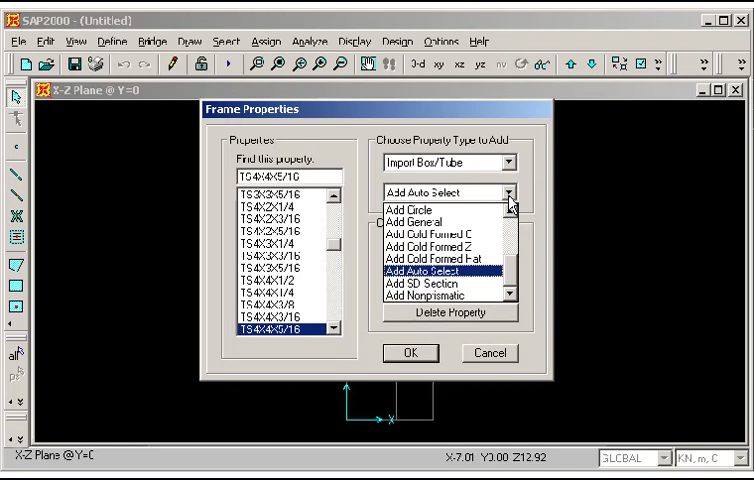 SAP2000 - (Untitled)
File Edit View Define Bridge Draw Select Assign Analyze Display Design Options Help
3-d xy xz yz nv
X-Z Plane @ Y=0
Frame Properties
Properties
Find this property:
TS4X4X5/16
TS3X3X5/16
TS4X2X1/4
TS4X2X3/16
TS4X2X5/16
TS4X3X1/4
TS4X3X3/16
TS4X3X5/16
TS4X4X1/2
TS4X4X1/4
TS4X4X3/8
TS4X4X3/16
TS4X4X5/16
Choose Property Type to Add
Import Box/Tube
Add Auto Select
Add Circle
Add General
Add Cold Formed C
Add Cold Formed Z
Add Cold Formed Hat
Add Auto Select
Add SD Section
Add Nonprismatic
Delete Property
OK Cancel
X
all
ps
X-Z Plane @ Y=0
X-7.01 Y0.00 Z12.92
GLOBAL
KN, m, C